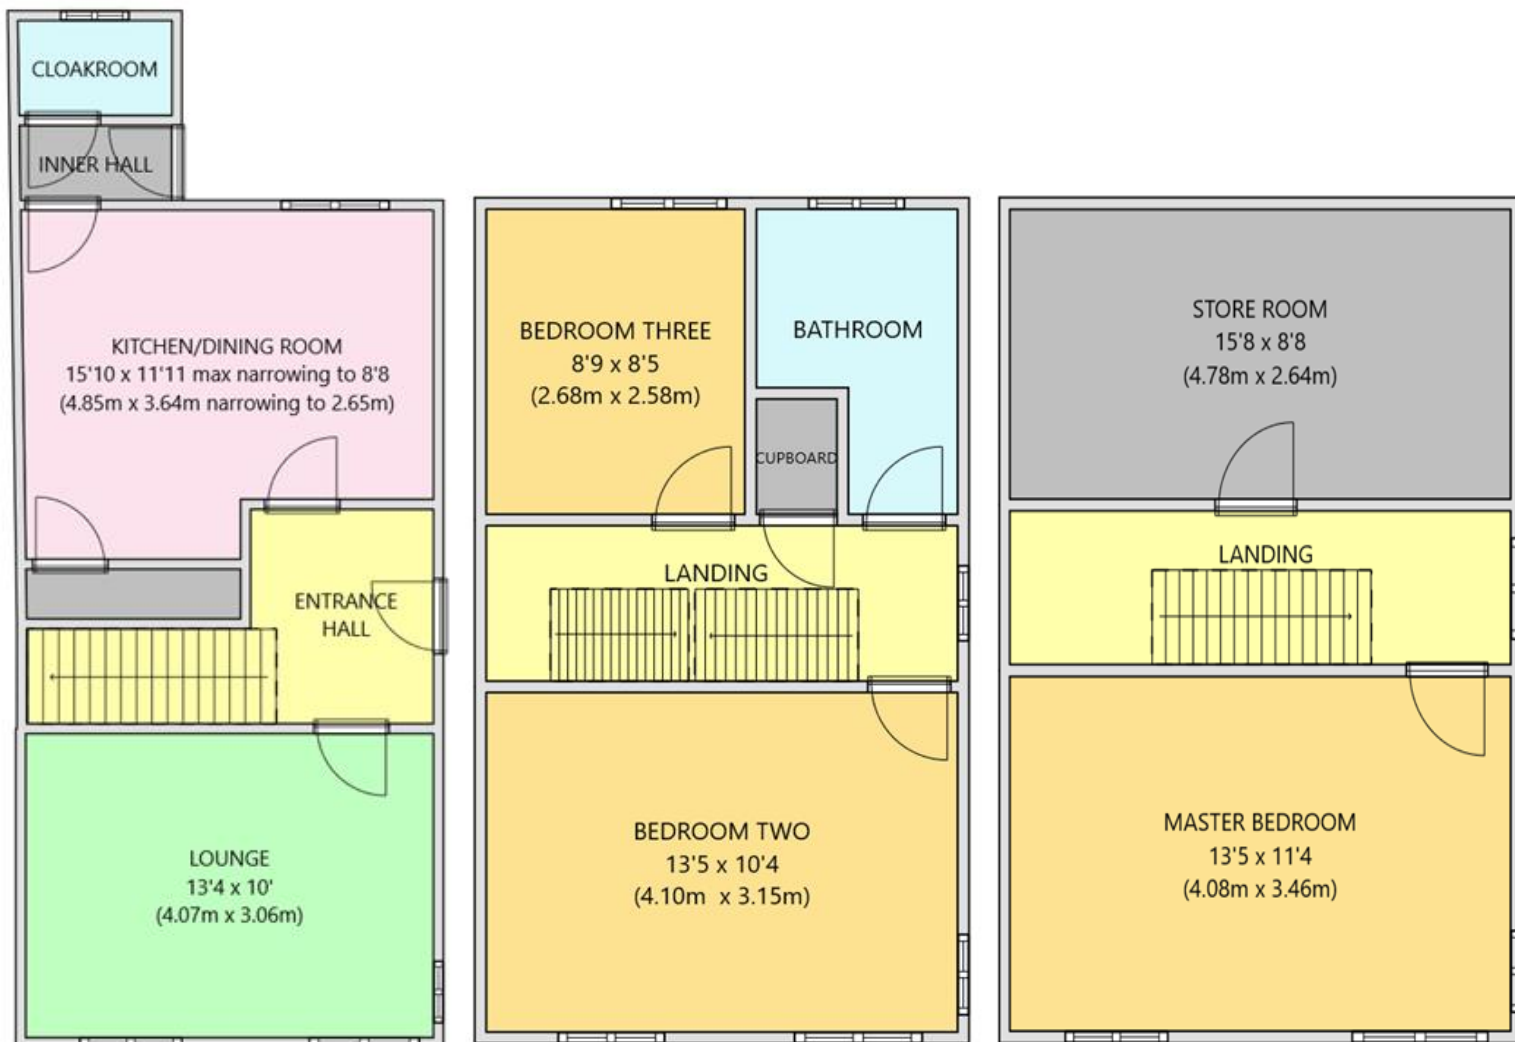 CLOAKROOM
INNER HALL
KITCHEN/DINING ROOM
15'10 x 11'11 max narrowing to 8'8
(4.85m x 3.64m narrowing to 2.65m)
ENTRANCE
HALL
LOUNGE
13'4 x 10'
(4.07m x 3.06m)
BEDROOM THREE
8'9 x 8'5
(2.68m x 2.58m)
BATHROOM
CUPBOARD
LANDING
BEDROOM TWO
13'5 x 10'4
(4.10m x 3.15m)
STORE ROOM
15'8 x 8'8
(4.78m x 2.64m)
LANDING
MASTER BEDROOM
13'5 x 11'4
(4.08m x 3.46m)